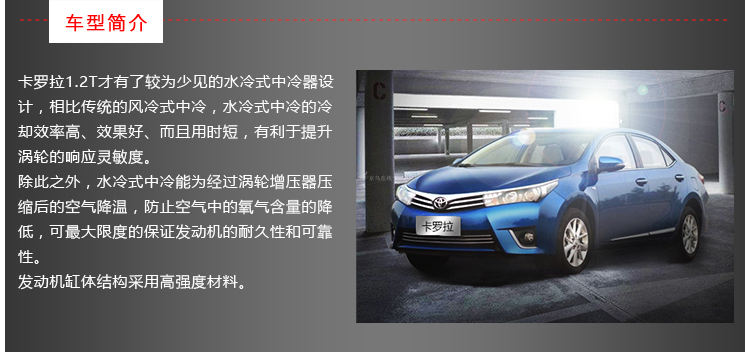 车型简介
卡罗拉1.2T才有了较为少见的水冷式中冷器设
计，相比传统的风冷式中冷，水冷式中冷的冷
却效率高、效果好、而且用时短，有利于提升
涡轮的响应灵敏度。
除此之外，水冷式中冷能为经过涡轮增压器压
缩后的空气降温，防止空气中的氧气含量的降
低，可最大限度的保证发动机的耐久性和可靠
性。
发动机缸体结构采用高强度材料。
C
C
卡罗拉